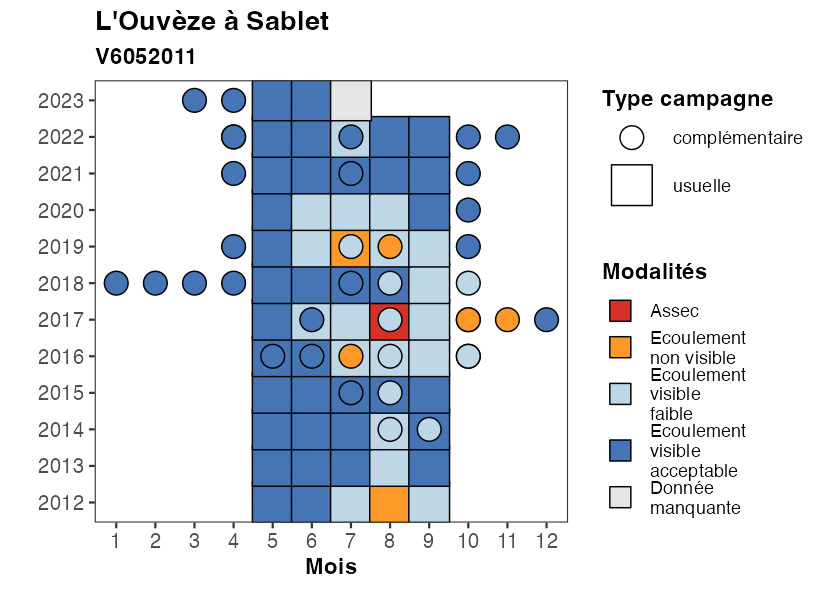 L'Ouvèze à Sablet
V6052011
2023
2022
2021
2020
2019
2018
2017
2016
2015
2014
2013
2012
1 2 3 4 5 6 7 8 9 10 11 12
Mois
Type campagne
complémentaire
usuelle
Modalités
Assec
Ecoulement
non visible
Ecoulement
visible
faible
Ecoulement
visible
acceptable
Donnée
manquante